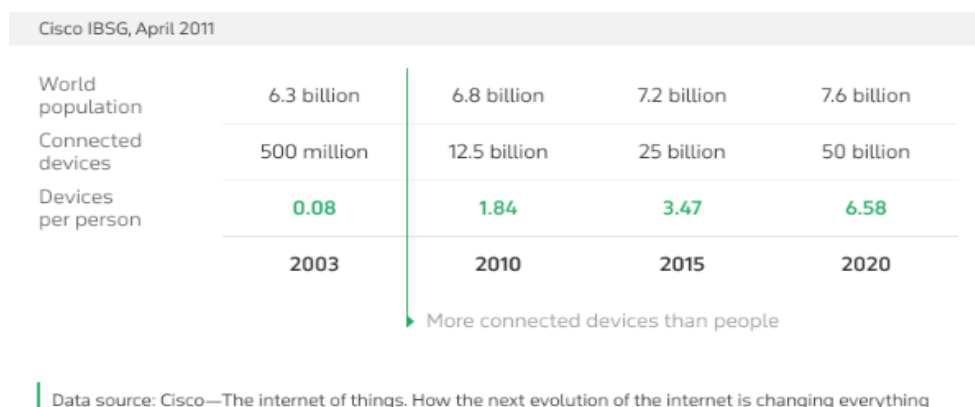 Cisco IBSG, April 2011
World
population
6.3 billion 6.8 billion 7.2 billion 7.6 billion
Connected
devices
500 million 12.5 billion 25 billion 50 billion
Devices
per person
0.08 1.84 3.47 6.58
2003 2010 2015 2020
More connected devices than people
Data source: Cisco—The internet of things. How the next evolution of the internet is changing everything